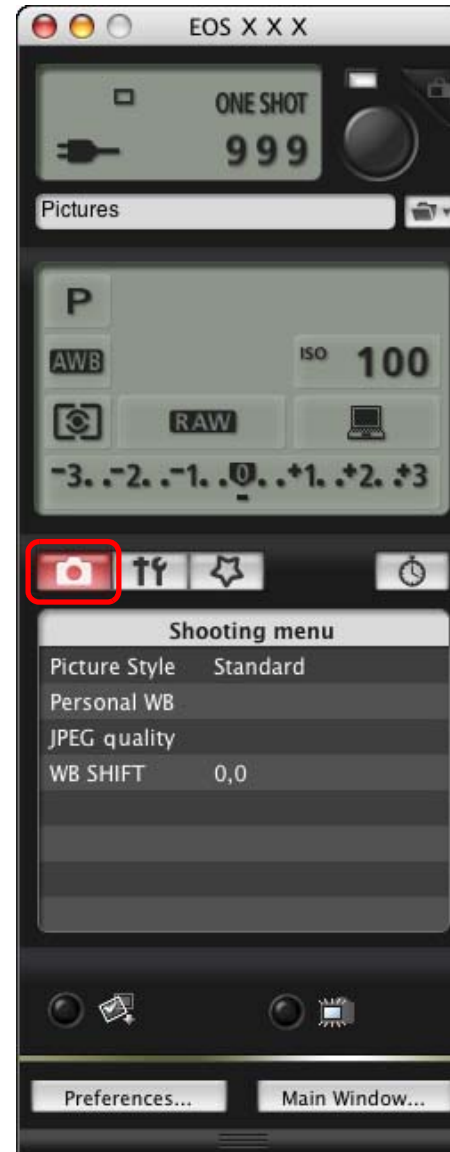 EOS X X X
ONE SHOT
999
Pictures
P
AWB
ISO 100
RAW
-3. .-2. .-1. .0. .+1. .+2. .+3
Shooting menu
Picture Style Standard
Personal WB
JPEG quality
WB SHIFT 0,0
Preferences... Main Window...